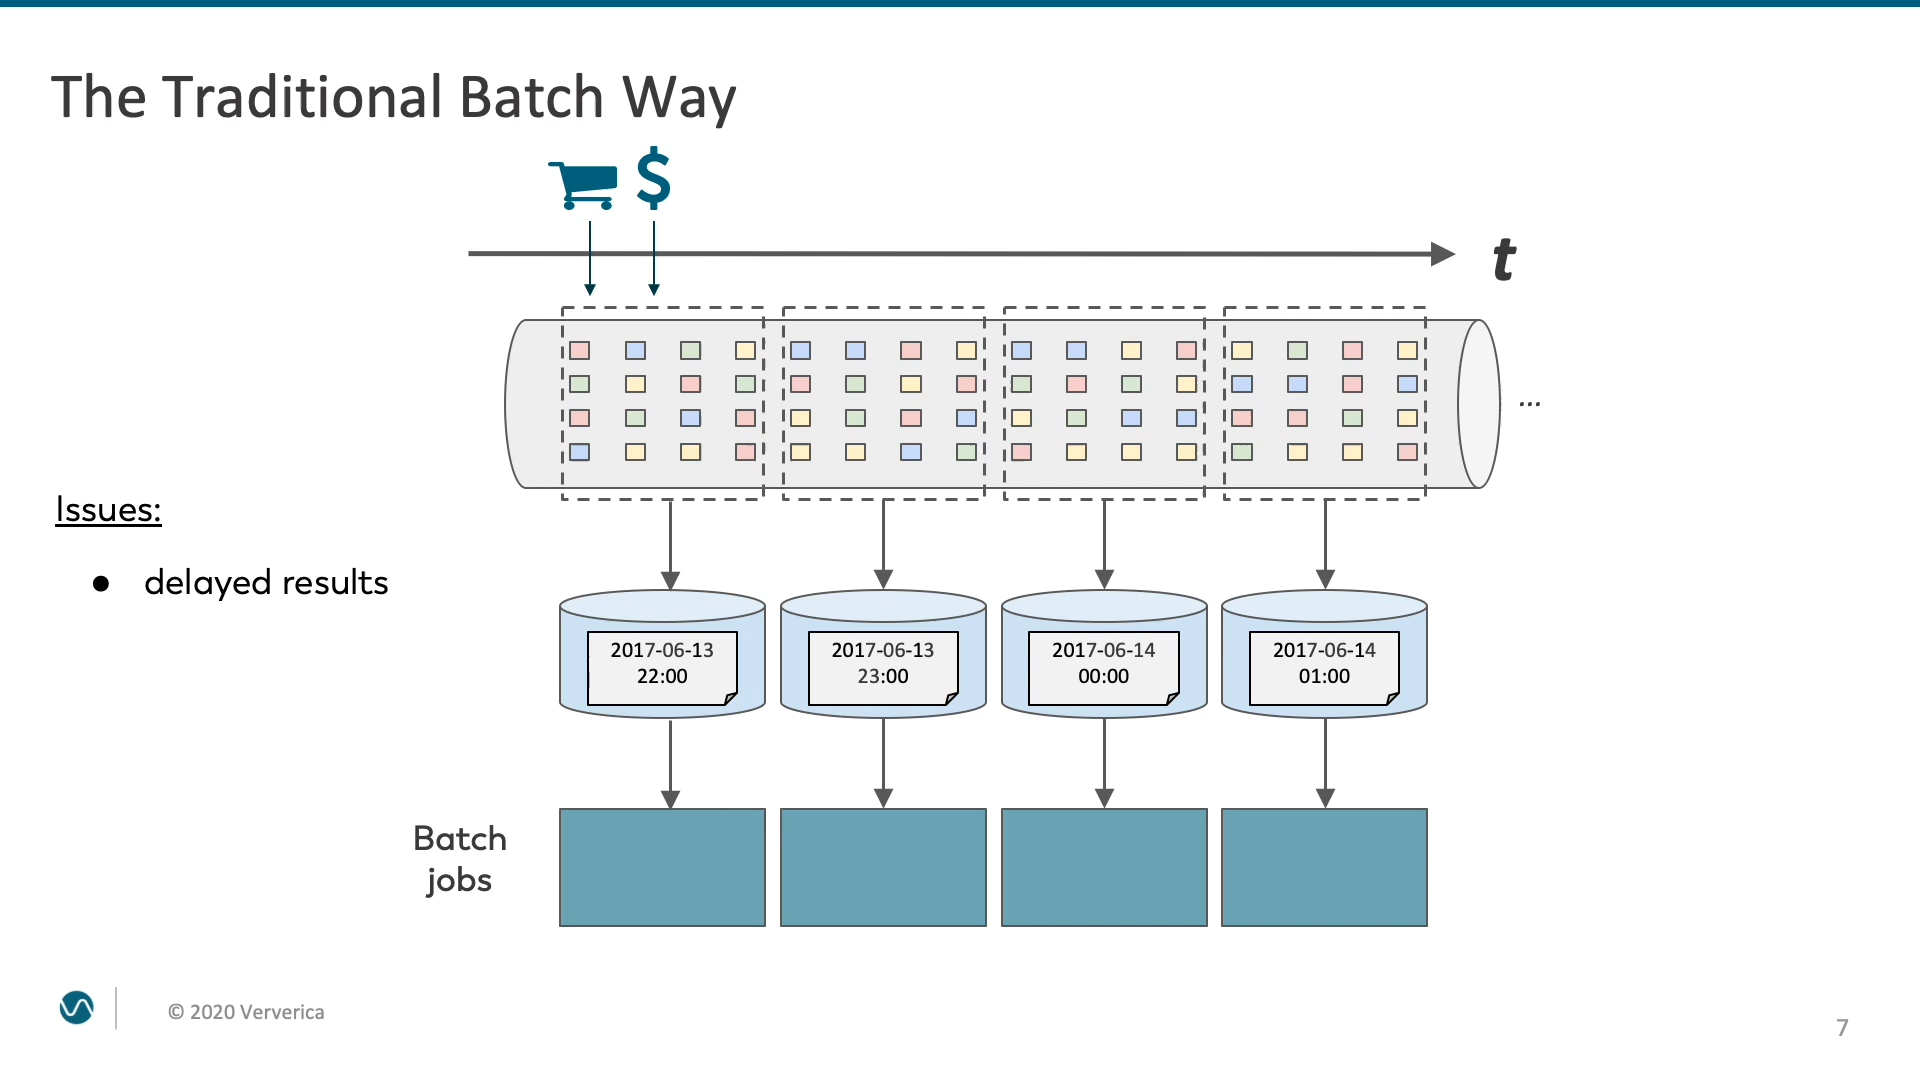 The Traditional Batch Way
$
t
...
Issues:
● delayed results
2017-06-13
22:00
2017-06-13
23:00
2017-06-14
00:00
2017-06-14
01:00
Batch
jobs
© 2020 Ververica
7